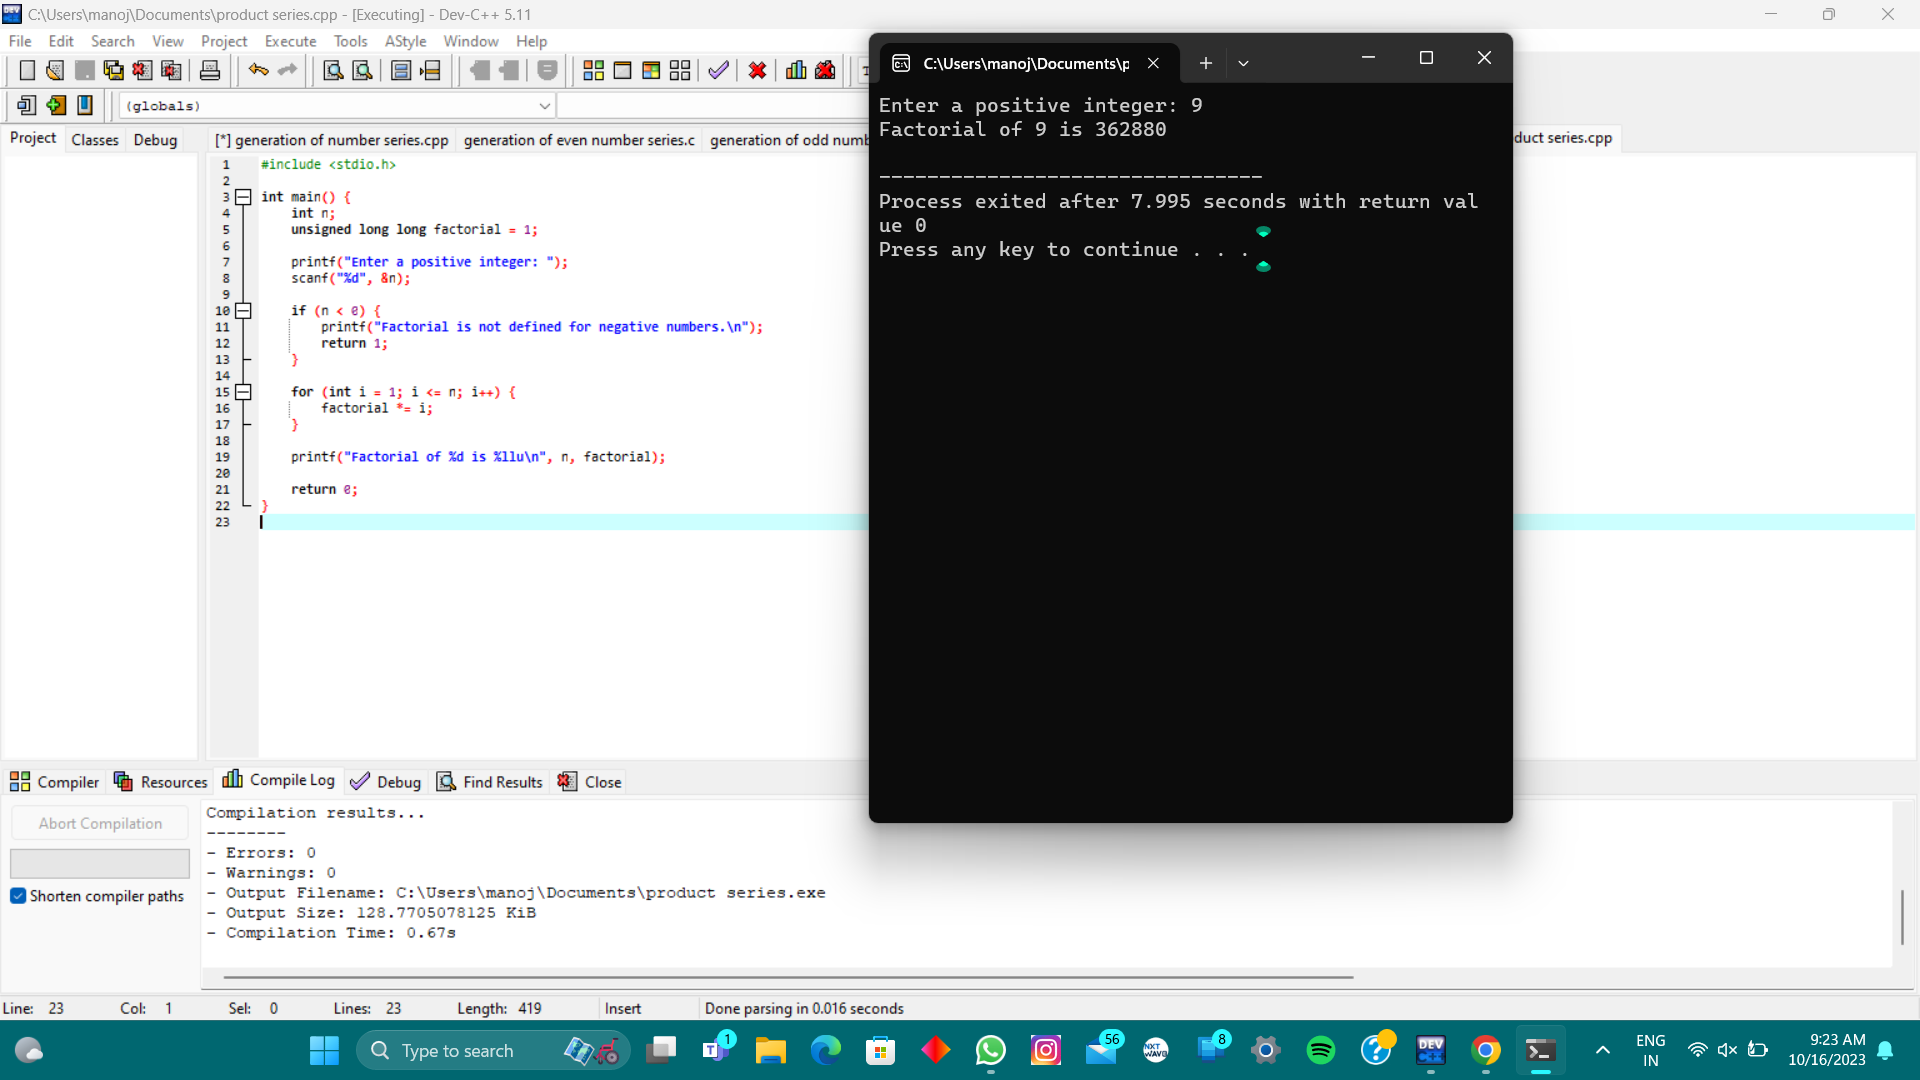 C:\Users\manoj\Documents\product series.cpp - [Executing] - Dev-C++ 5.11
File Edit Search View Project Execute Tools AStyle Window Help
(globals)
Project Classes Debug
[*] generation of number series.cpp generation of even number series.c generation of odd numb duct series.cpp
1 #include <stdio.h>
2
3 int main() {
4 int n;
5 unsigned long long factorial = 1;
6
7 printf("Enter a positive integer: ");
8 scanf("%d", &n);
9
10 if (n < 0) {
11 printf("Factorial is not defined for negative numbers.\n");
12 return 1;
13 }
14
15 for (int i = 1; i <= n; i++) {
16 factorial *= i;
17 }
18
19 printf("Factorial of %d is %llu\n", n, factorial);
20
21 return 0;
22 }
23
C:\Users\manoj\Documents\p
Enter a positive integer: 9
Factorial of 9 is 362880
--------------------------------
Process exited after 7.995 seconds with return val
ue 0
Press any key to continue . . .
Compiler Resources Compile Log Debug Find Results Close
Abort Compilation
Shorten compiler paths
Compilation results...
--------
- Errors: 0
- Warnings: 0
- Output Filename: C:\Users\manoj\Documents\product series.exe
- Output Size: 128.7705078125 KiB
- Compilation Time: 0.67s
Line: 23 Col: 1 Sel: 0 Lines: 23 Length: 419 Insert Done parsing in 0.016 seconds
Type to search
1
56
NXT WAVE
8
DEV C++
ENG
IN
9:23 AM
10/16/2023